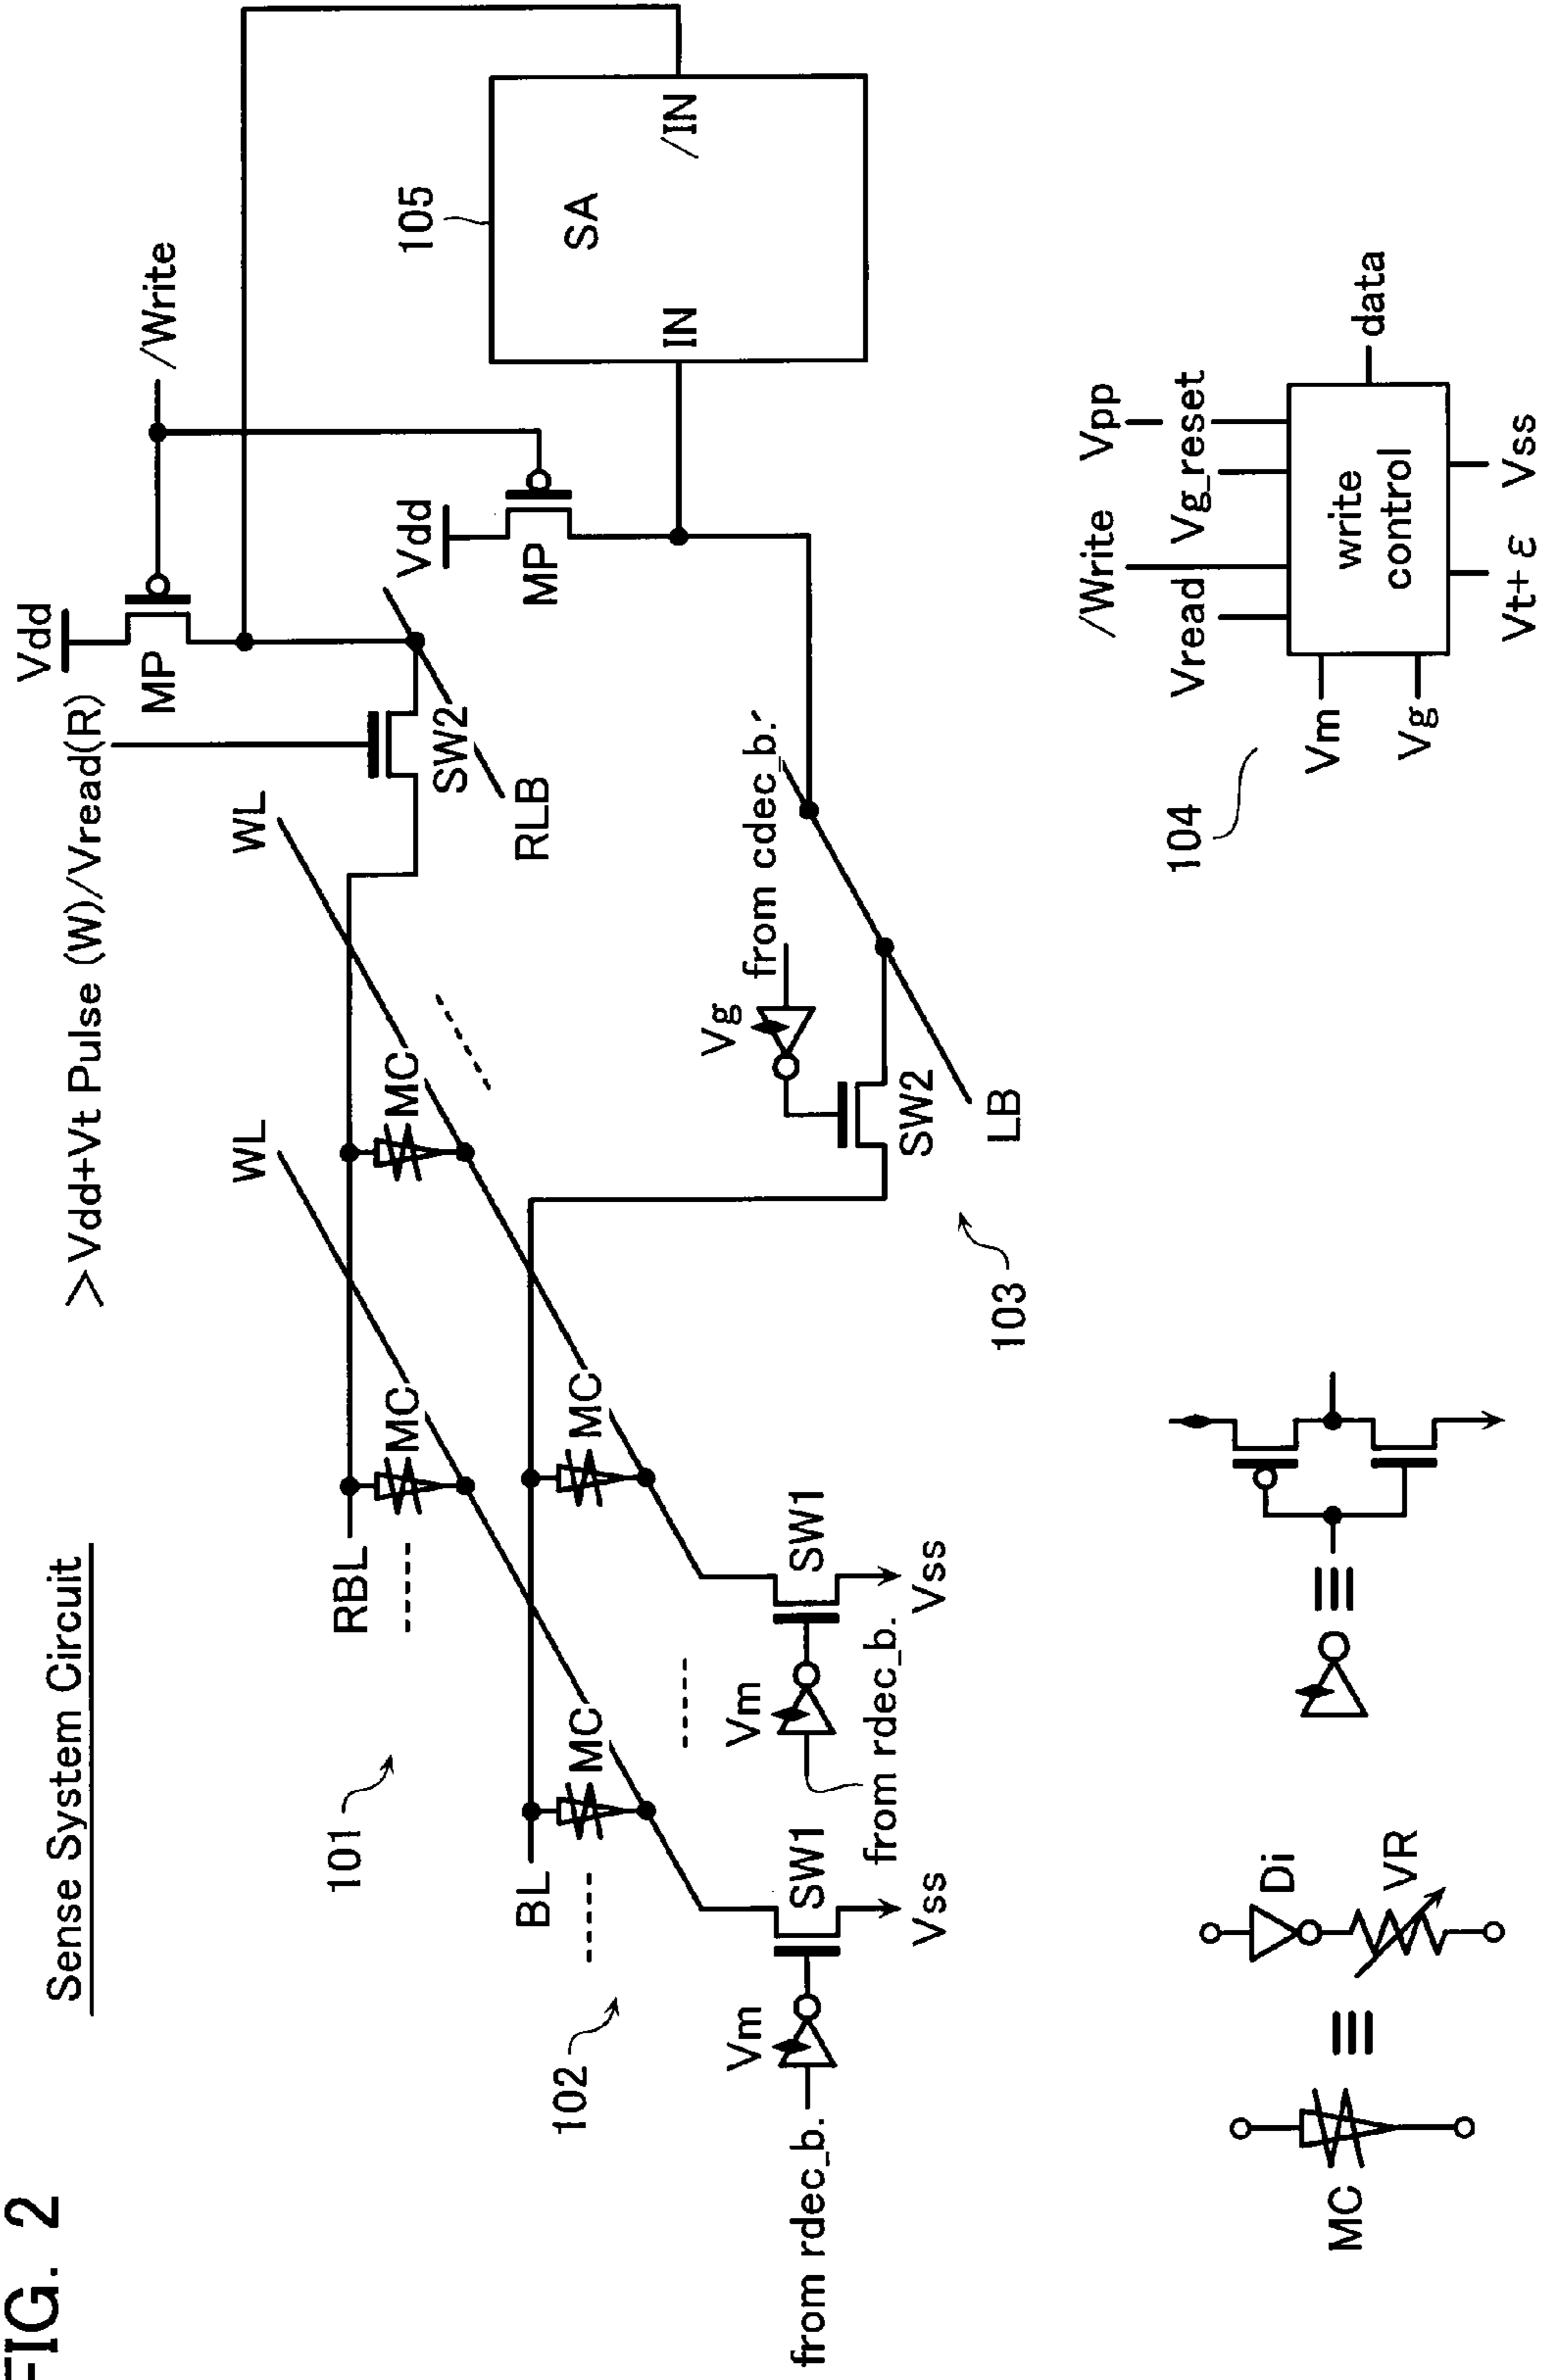 FIG. 2
Sense System Circuit
>Vdd+Vt Pulse (W)/Vread(R)
Vdd
MP
/Write
WL
WL
SW2
RLB
Vdd
MP
105
SA
IN
/IN
RBL
MC
MC
101
BL
MC
MC
102
Vg
from cdec_b.
SW2
LB
103
Vm
from rdec_b.
SW1
Vss
Vm
from rdec_b.
SW1
Vss
MC
≡
Di
VR
≡
104
/Write
Vpp
Vread
Vg_reset
Vm
Vg
write
control
data
Vt+ε
Vss